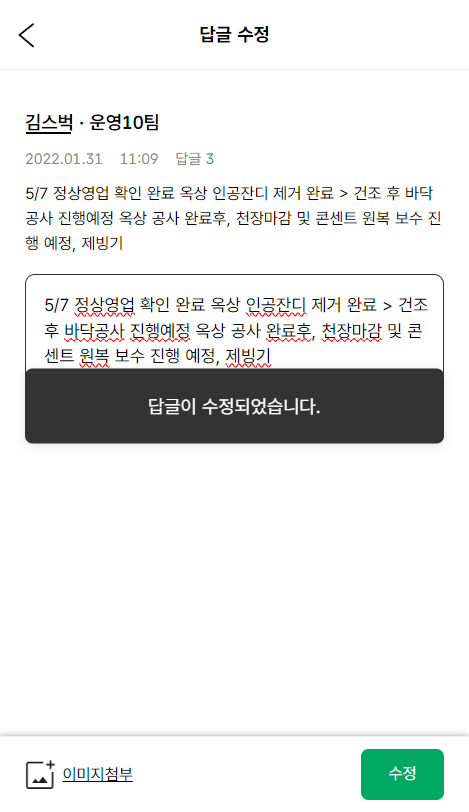 답글 수정
김스벅 · 운영10팀
2022.01.31 11:09 답글 3
5/7 정상영업 확인 완료 옥상 인공잔디 제거 완료 > 건조 후 바닥
공사 진행예정 옥상 공사 완료후, 천장마감 및 콘센트 원복 보수 진
행 예정, 제빙기
5/7 정상영업 확인 완료 옥상 인공잔디 제거 완료 > 건조
후 바닥공사 진행예정 옥상 공사 완료후, 천장마감 및 콘
센트 원복 보수 진행 예정, 제빙기
답글이 수정되었습니다.
이미지첨부
수정